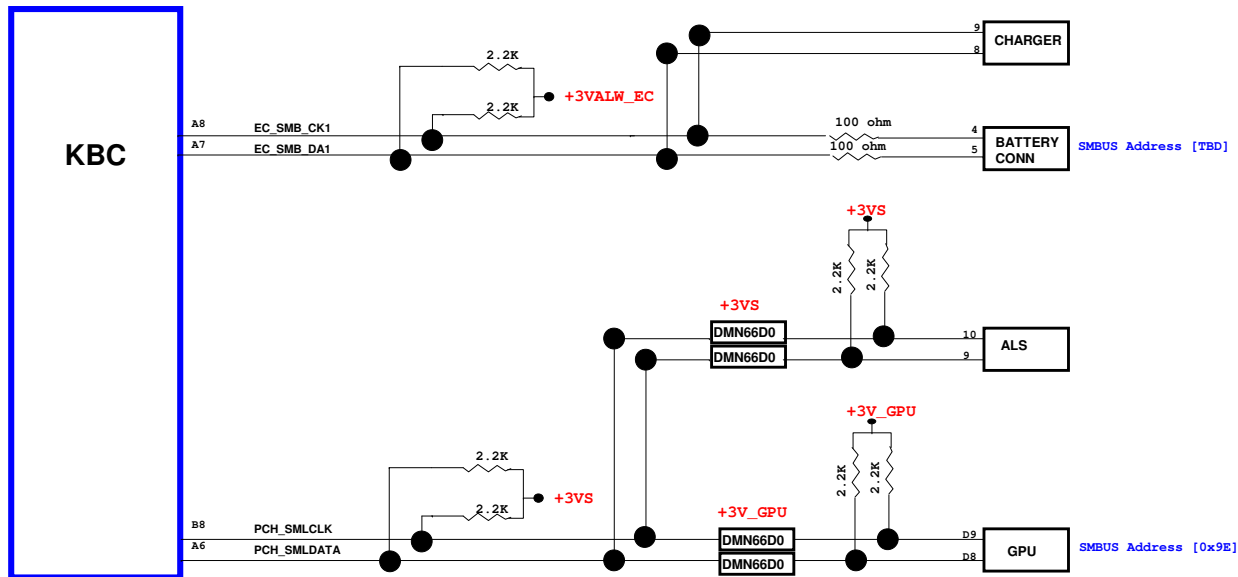 9
CHARGER
8
2.2K
+3VALW_EC
2.2K
A8
EC_SMB_CK1
100 ohm
4
KBC
A7
EC_SMB_DA1
100 ohm
5
BATTERY
CONN
SMBUS Address [TBD]
+3VS
2.2K
2.2K
+3VS
DMN66D0
10
DMN66D0
9
ALS
+3V_GPU
2.2K
2.2K
2.2K
+3VS
2.2K
+3V_GPU
B8
PCH_SMLCLK
DMN66D0
D9
A6
PCH_SMLDATA
DMN66D0
D8
GPU
SMBUS Address [0x9E]